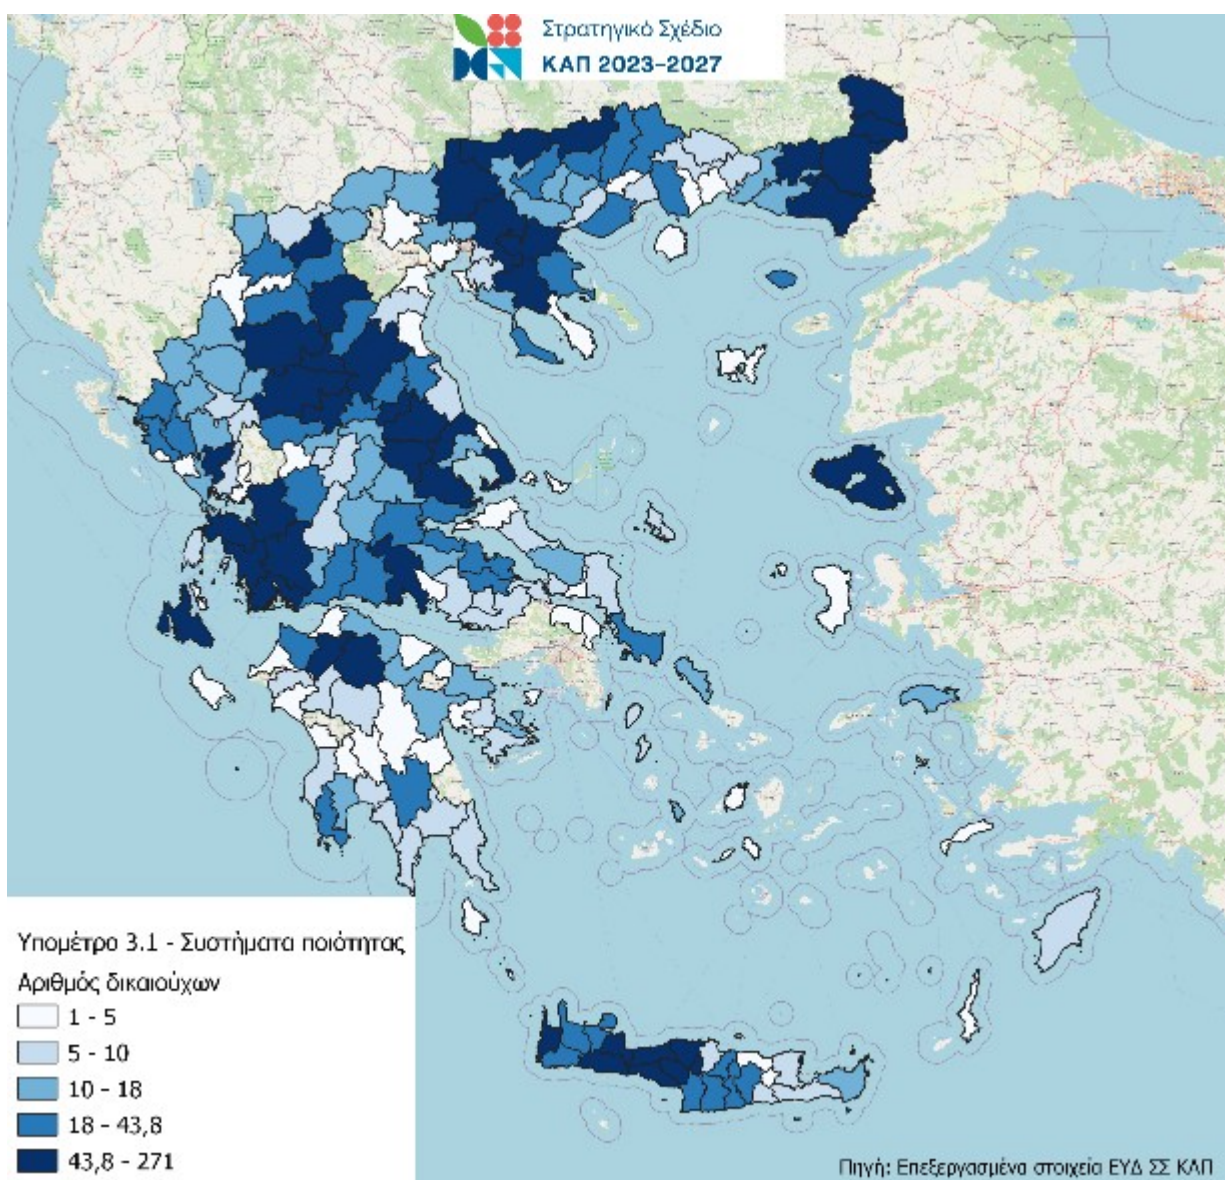 Στρατηγικό Σχέδιο
ΚΑΠ 2023-2027
Υπομέτρο 3.1 - Συστήματα ποιότητας
Αριθμός δικαιούχων
1 - 5
5 - 10
10 - 18
18 - 43,8
43,8 - 271
Πηγή: Επεξεργασμένα στοιχεία ΕΥΔ ΣΣ ΚΑΠ